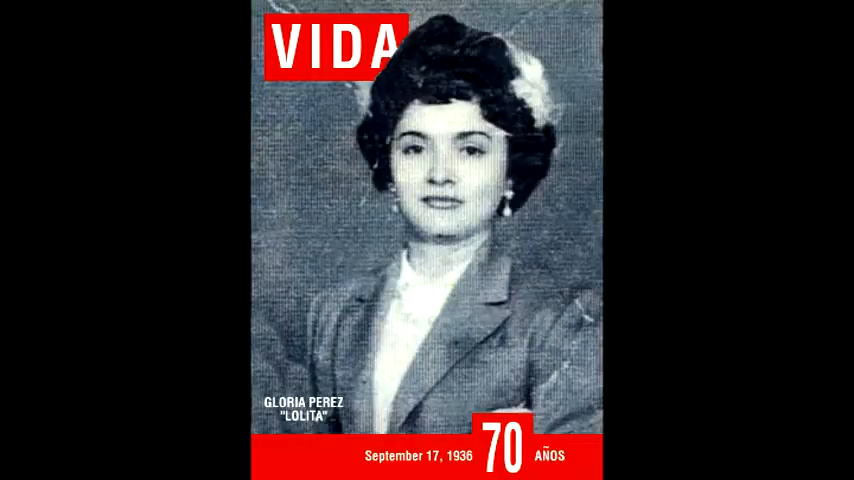 VIDA
GLORIA PEREZ
"LOLITA"
September 17, 1936 70 AÑOS